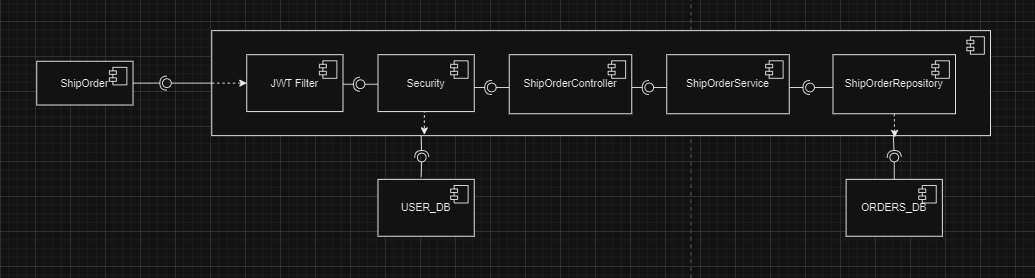 ShipOrder
JWT Filter
Security
ShipOrderController
ShipOrderService
ShipOrderRepository
USER_DB
ORDERS_DB